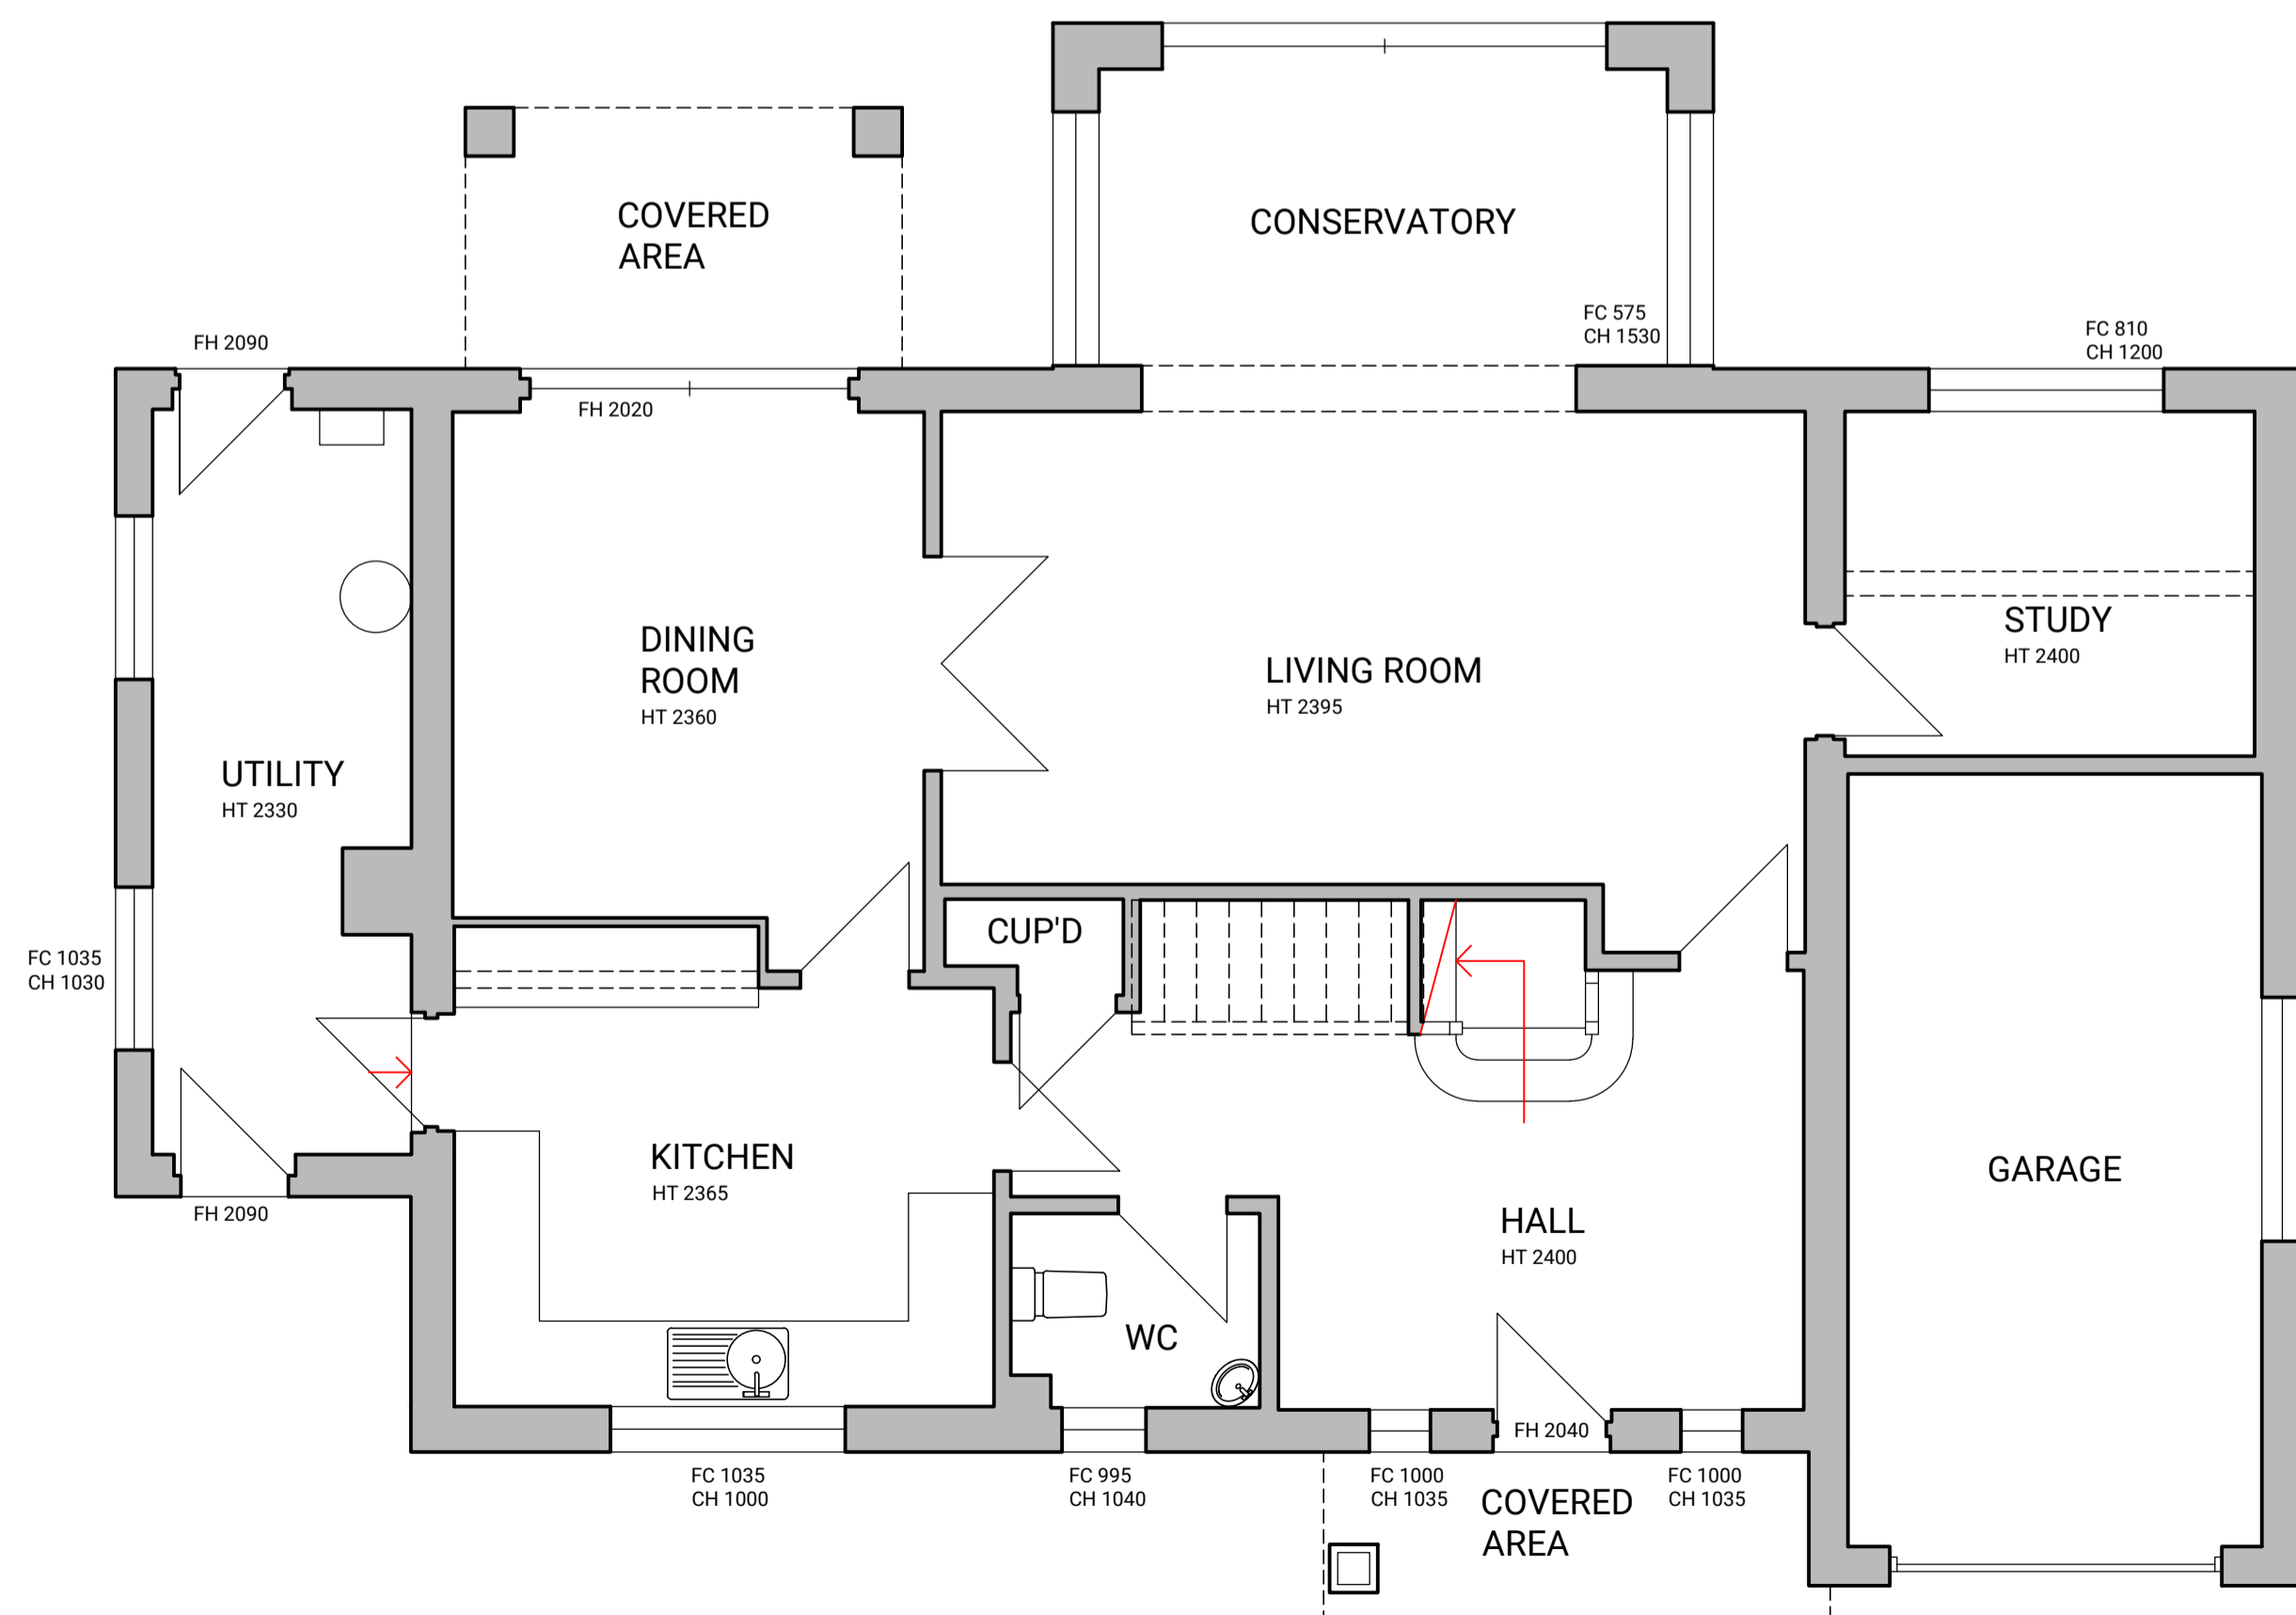 COVERED
AREA
CONSERVATORY
FC 575
CH 1530
FC 810
CH 1200
FH 2090
FH 2020
DINING
ROOM
HT 2360
LIVING ROOM
HT 2395
STUDY
HT 2400
UTILITY
HT 2330
CUP'D
FC 1035
CH 1030
KITCHEN
HT 2365
GARAGE
FH 2090
HALL
HT 2400
WC
FH 2040
FC 1035
CH 1000
FC 995
CH 1040
FC 1000
CH 1035
COVERED
AREA
FC 1000
CH 1035